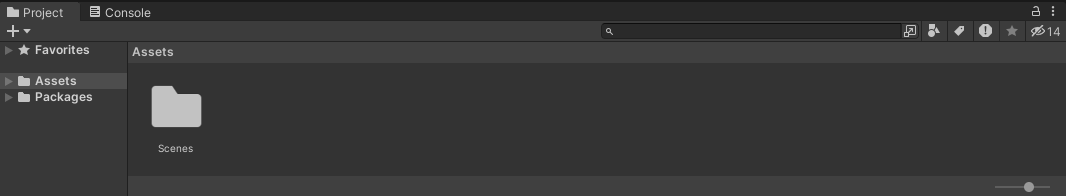 Project
Console
14
Favorites
Assets
Assets
Packages
Scenes